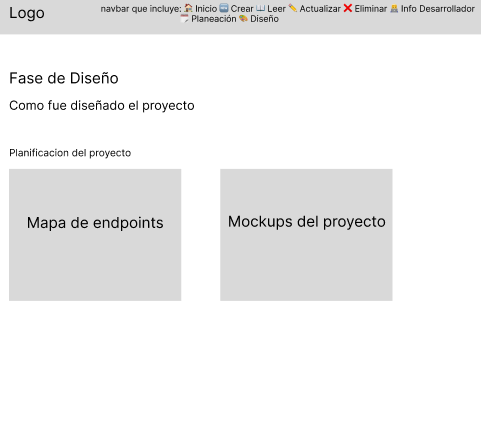 Logo
navbar que incluye: 🏠 Inicio 🆕 Crear 📖 Leer ✏️ Actualizar ❌ Eliminar 👷 Info Desarrollador
📅 Planeación 🎨 Diseño
Fase de Diseño
Como fue diseñado el proyecto
Planificacion del proyecto
Mapa de endpoints
Mockups del proyecto